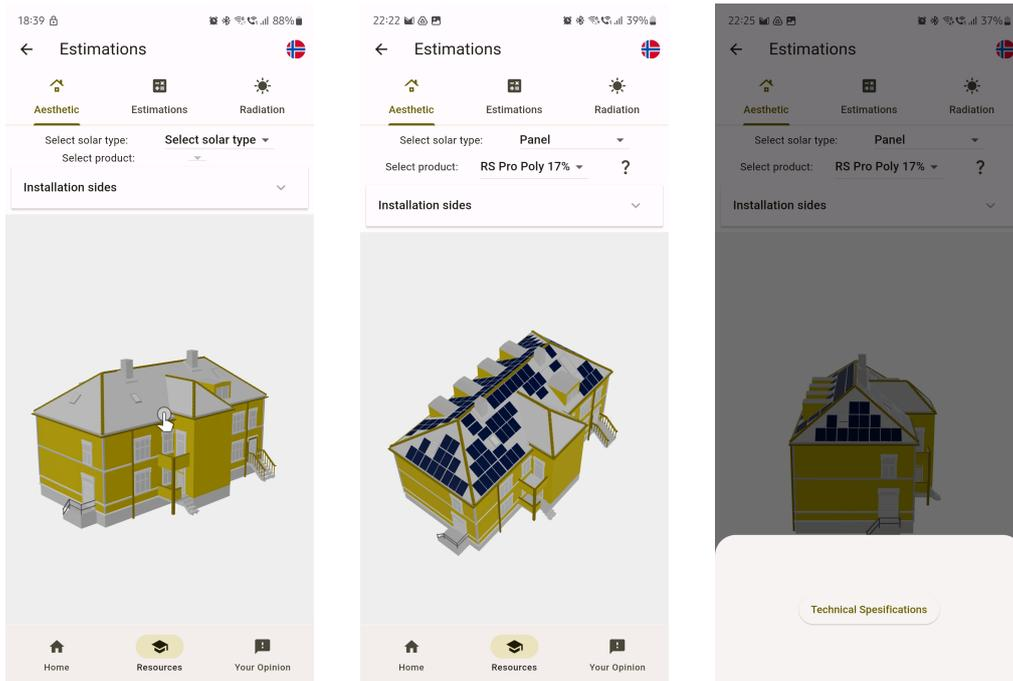 18:39
88%
Estimations
Aesthetic
Estimations
Radiation
Select solar type:
Select solar type
Select product:
Installation sides
Home
Resources
Your Opinion
22:22
39%
Estimations
Aesthetic
Estimations
Radiation
Select solar type:
Panel
Select product:
RS Pro Poly 17%
?
Installation sides
Home
Resources
Your Opinion
22:25
37%
Estimations
Aesthetic
Estimations
Radiation
Select solar type:
Panel
Select product:
RS Pro Poly 17%
?
Installation sides
Technical Spesifications